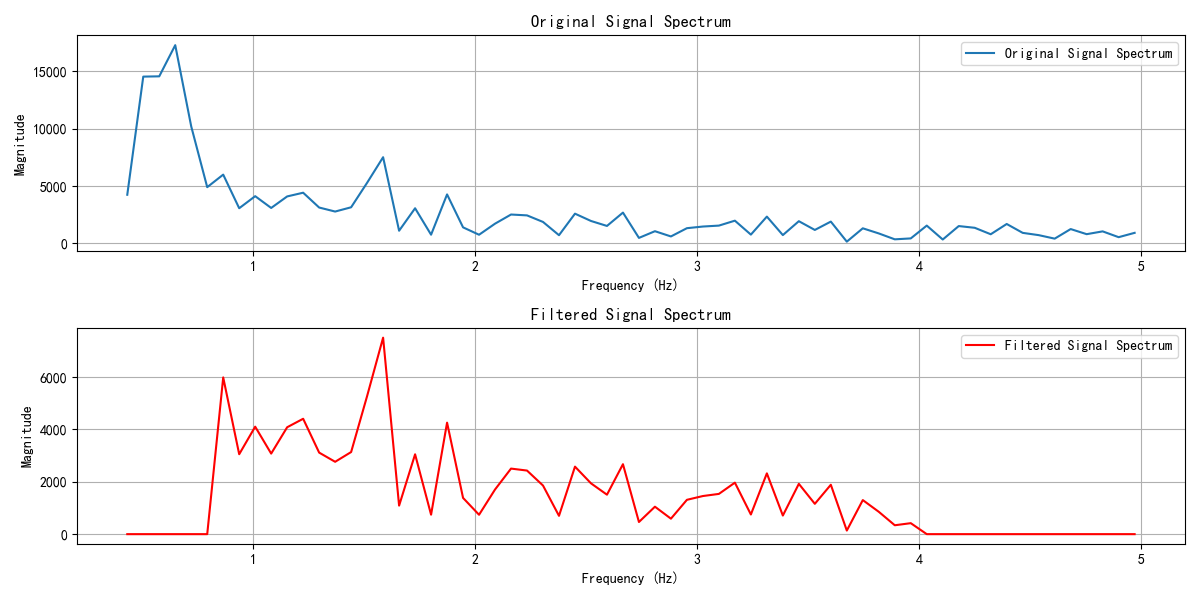 Original Signal Spectrum
Original Signal Spectrum
Magnitude
15000
10000
5000
0
1 2 3 4 5
Frequency (Hz)
Filtered Signal Spectrum
Filtered Signal Spectrum
Magnitude
6000
4000
2000
0
1 2 3 4 5
Frequency (Hz)